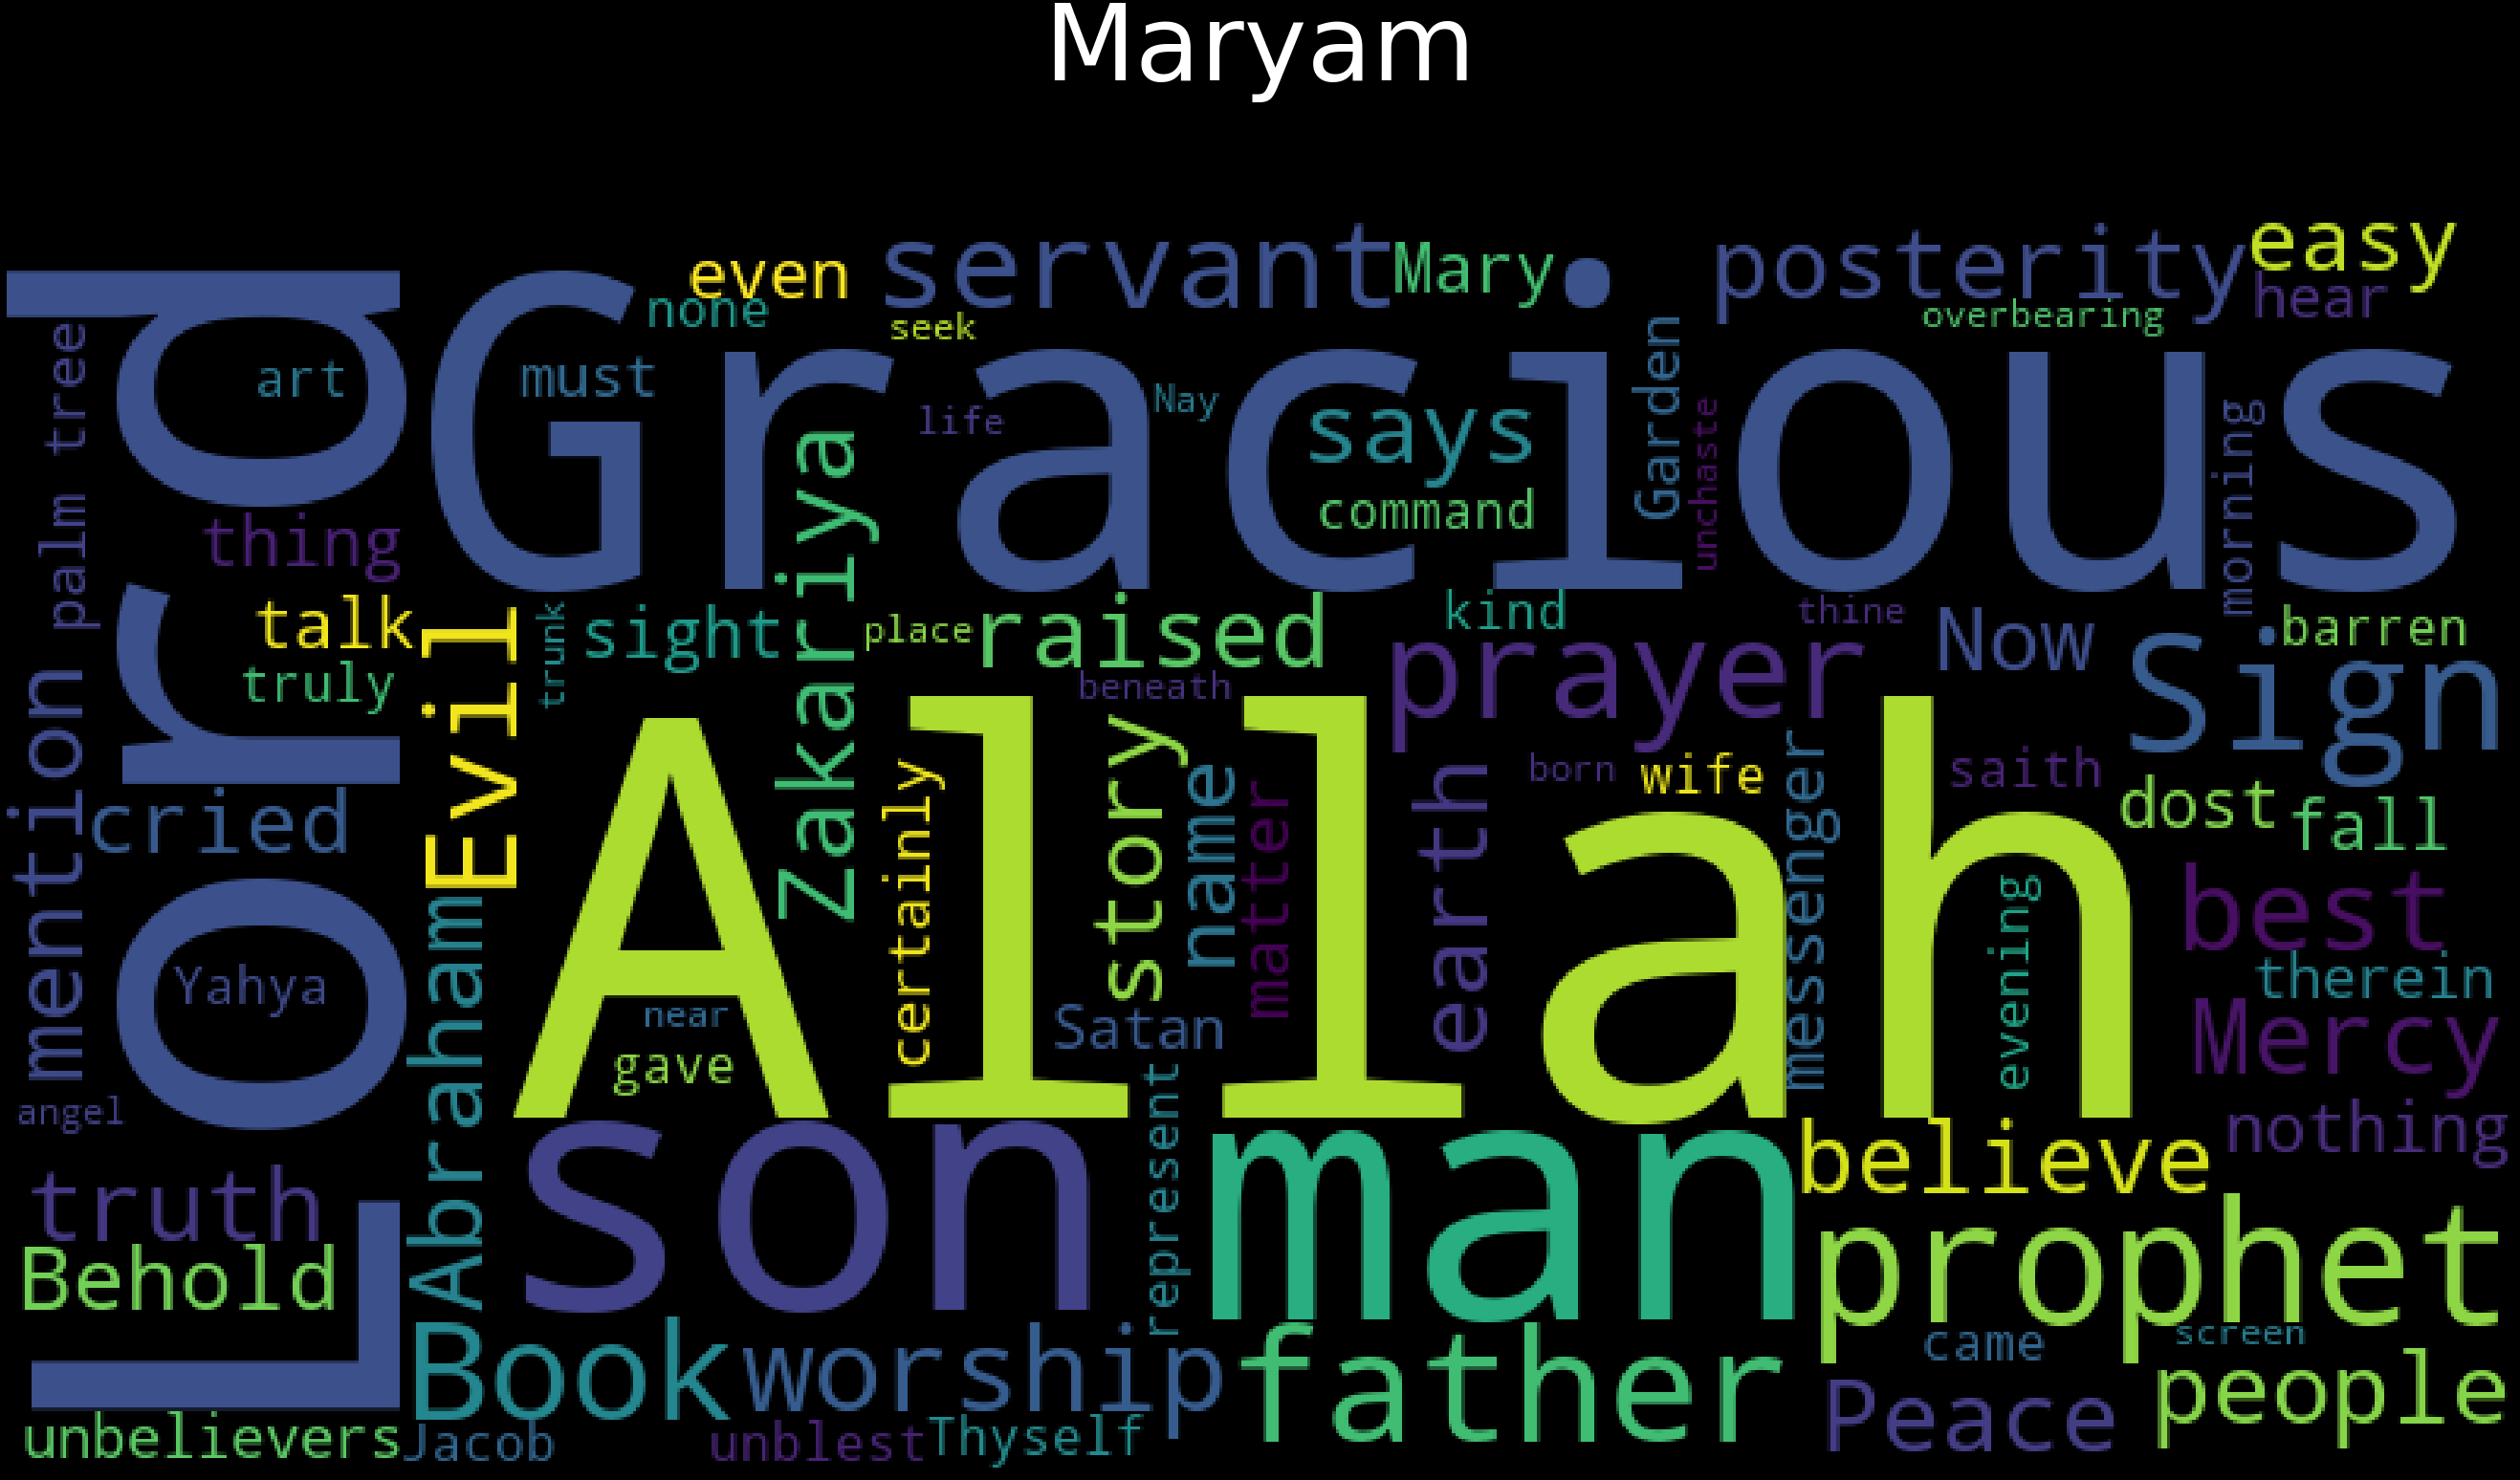 Maryam
servant
Mary
posterity
easy
even
none
hear
seek
overbearing
Lord
Gracious
palm tree
art
must
life
Nay
says
Garden
unchaste
morning
command
Zakariya
thing
talk
truly
Evil
trunk
sight
place
raised
kind
thine
Now
barren
beneath
prayer
Sign
mention
cried
Allah
certainly
story
name
matter
earth
born
wife
messenger
saith
dost
fall
best
evening
therein
Mercy
Yahya
Abraham
near
gave
Satan
angel
represent
nothing
truth
son
man
believe
Behold
prophet
Book
worship
father
came
screen
people
Peace
unbelievers
Jacob
unblest
Thyself